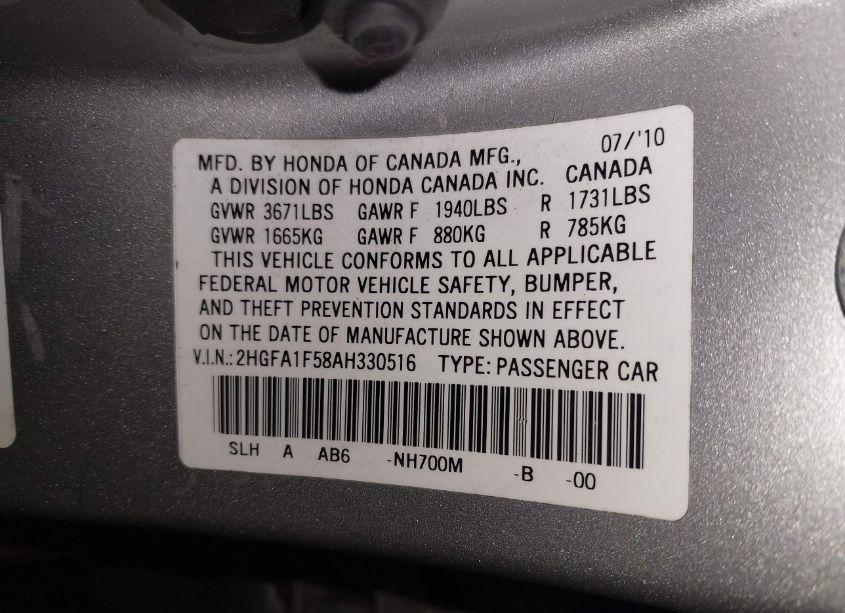 07/'10
MFD. BY HONDA OF CANADA MFG.,
A DIVISION OF HONDA CANADA INC. CANADA
GVWR 3671LBS GAWR F 1940LBS R 1731LBS
GVWR 1665KG GAWR F 880KG R 785KG
THIS VEHICLE CONFORMS TO ALL APPLICABLE
FEDERAL MOTOR VEHICLE SAFETY, BUMPER,
AND THEFT PREVENTION STANDARDS IN EFFECT
ON THE DATE OF MANUFACTURE SHOWN ABOVE.
V.I.N.:2HGFA1F58AH330516 TYPE:PASSENGER CAR
SLH A AB6 -NH700M -B -00